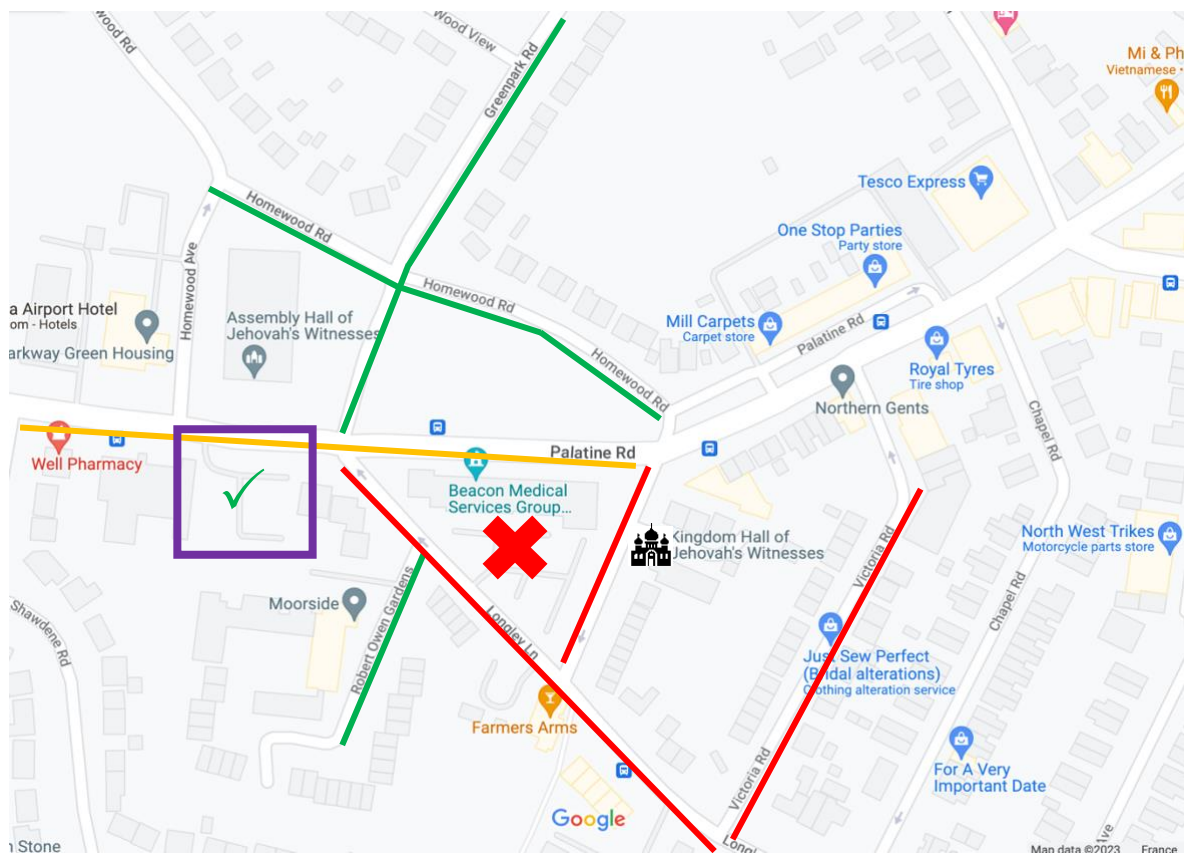 wood Rd
Wood View
Greenpark Rd
Mi & Ph
Vietnamese •
Tesco Express
Homewood Rd
One Stop Parties
Party store
Homewood Ave
Homewood Rd
a Airport Hotel
om - Hotels
Assembly Hall of
Jehovah's Witnesses
Mill Carpets
Carpet store
Palatine Rd
arkway Green Housing
Homewood Rd
Royal Tyres
Tire shop
Northern Gents
Chapel Rd
Palatine Rd
Well Pharmacy
Beacon Medical
Services Group...
Kingdom Hall of
Jehovah's Witnesses
North West Trikes
Motorcycle parts store
Victoria Rd
Moorside
Robert Owen Gardens
Longley Ln
Chapel Rd
Shawdene Rd
Just Sew Perfect
(Bridal alterations)
Clothing alteration service
Farmers Arms
Victoria Rd
For A Very
Important Date
Google
n Stone
Longl
Ave
Map data ©2023
France